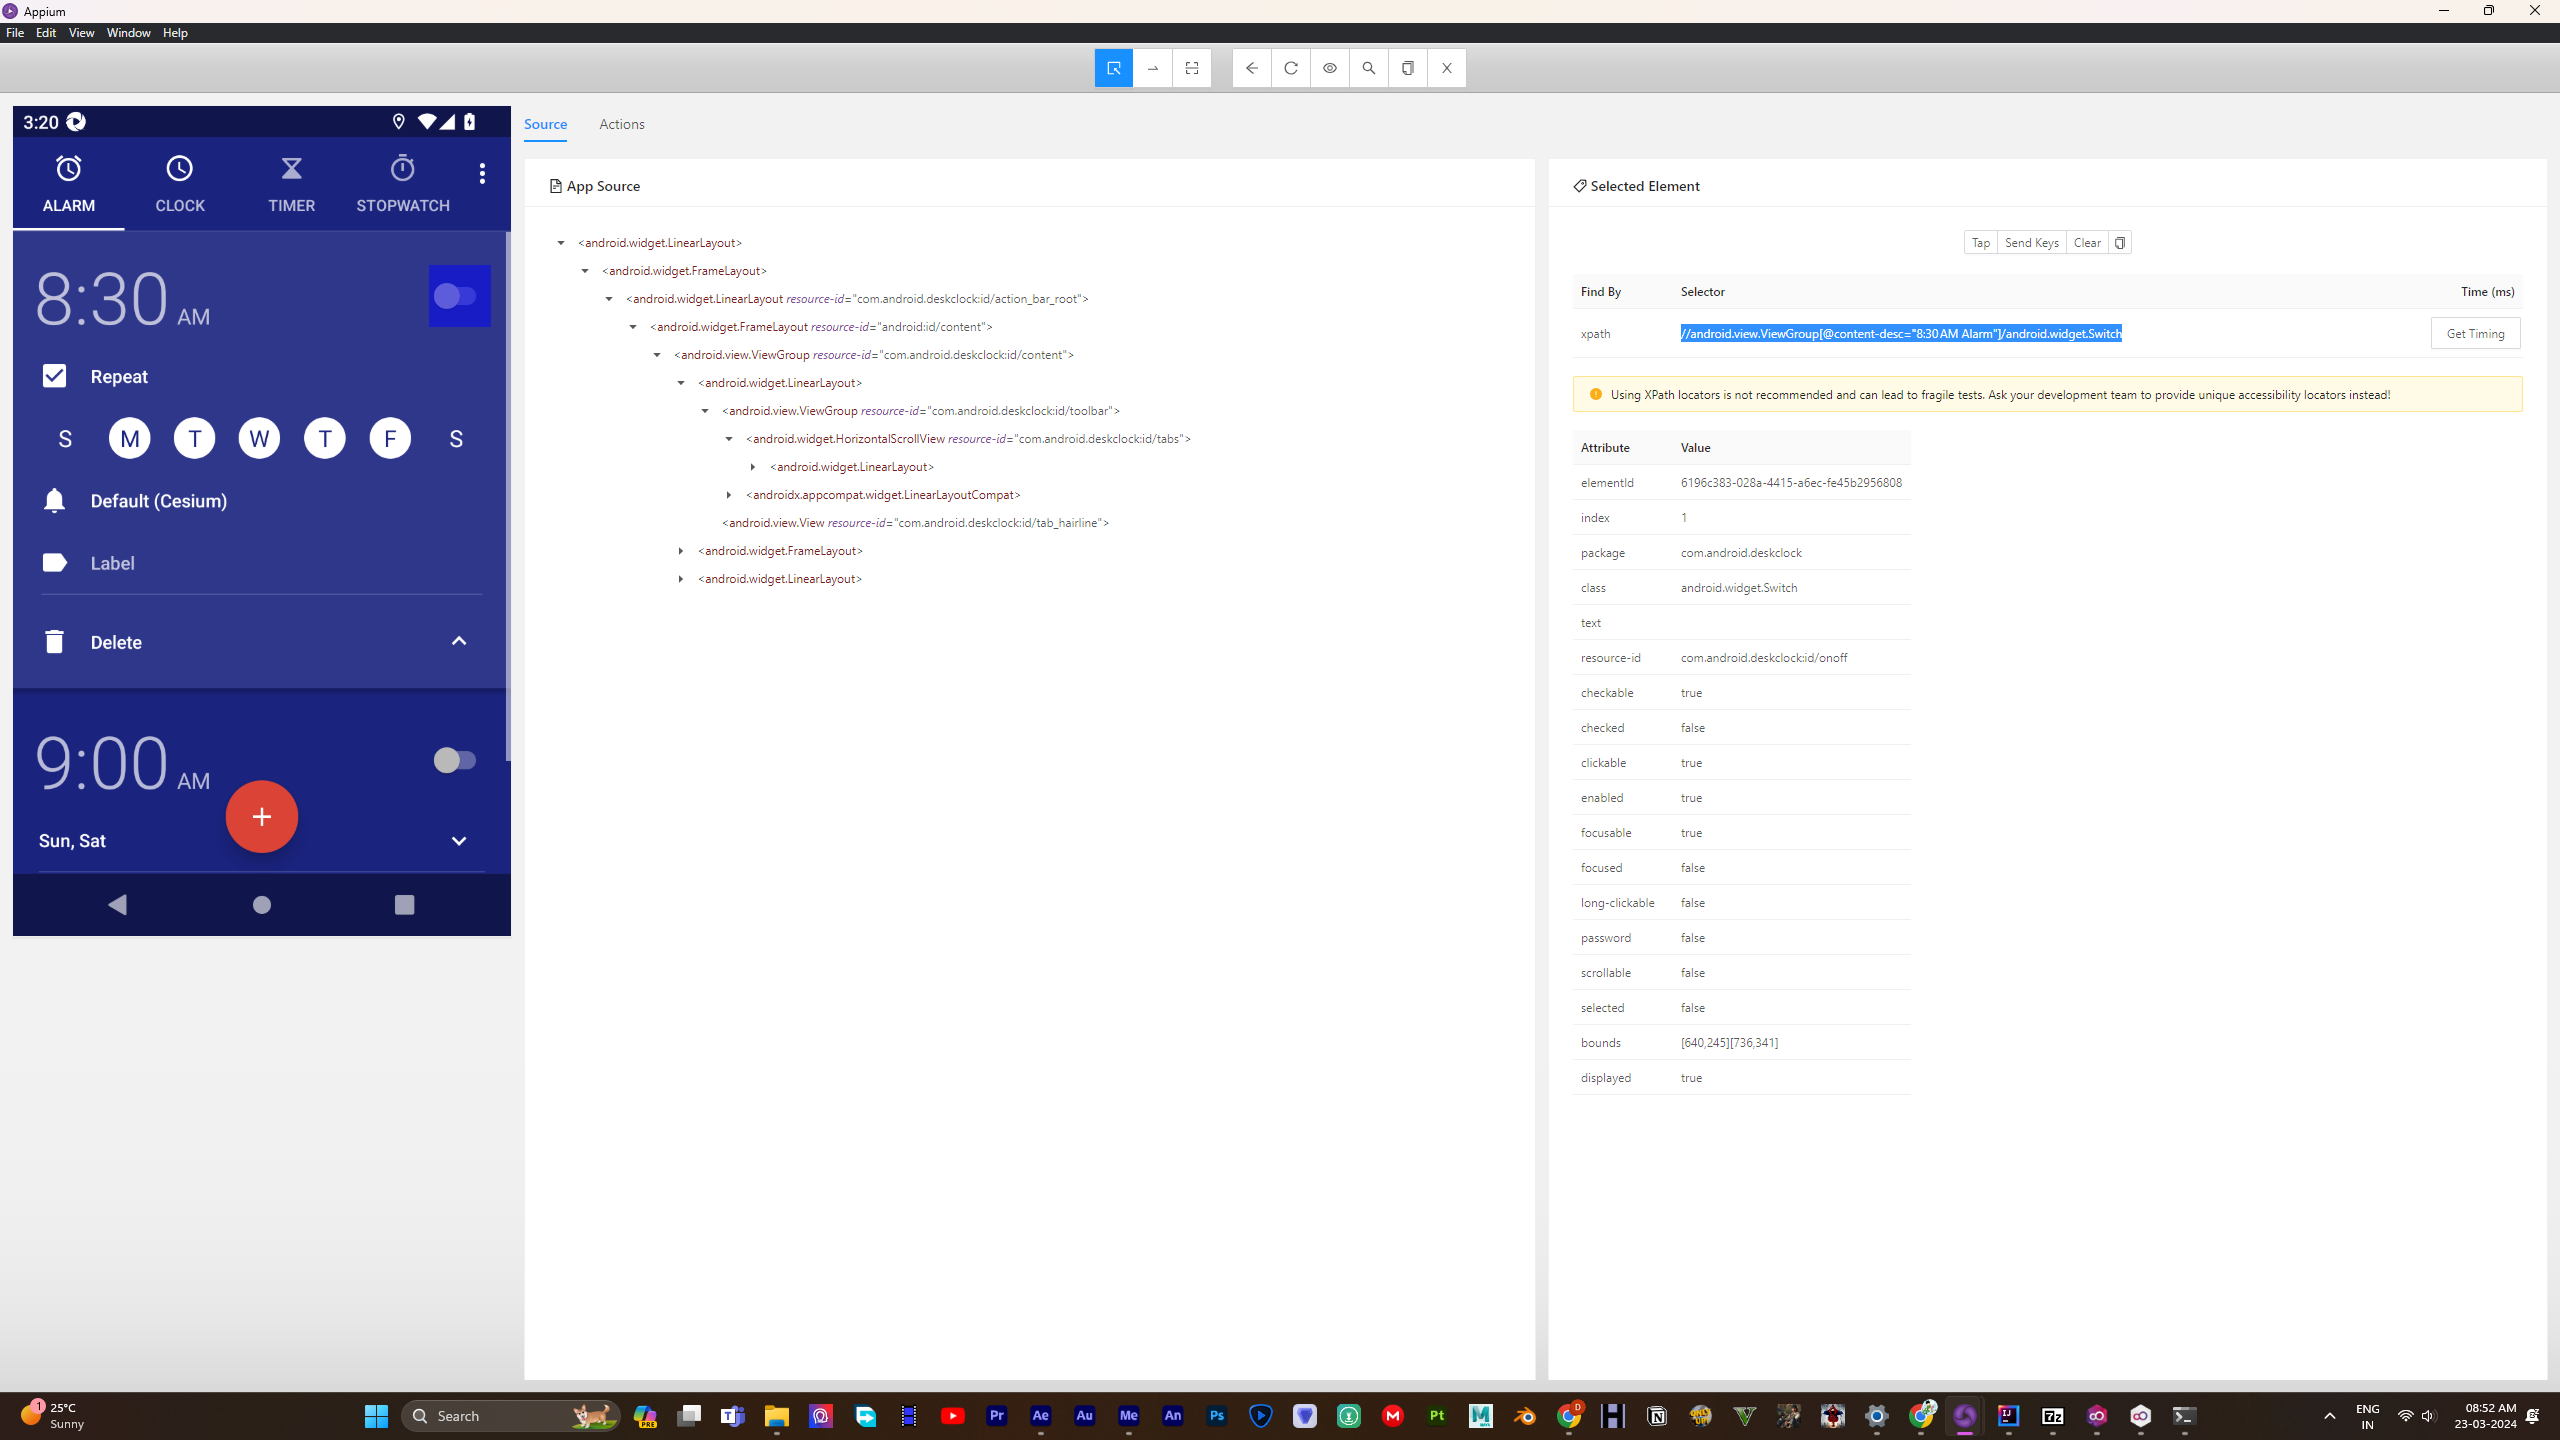 Appium
File Edit View Window Help
3:20
ALARM CLOCK TIMER STOPWATCH
8:30 AM
Repeat
S M T W T F S
Default (Cesium)
Label
Delete
9:00 AM
+
Sun, Sat
Source Actions
App Source
<android.widget.LinearLayout>
<android.widget.FrameLayout>
<android.widget.LinearLayout resource-id="com.android.deskclock:id/action_bar_root">
<android.widget.FrameLayout resource-id="android:id/content">
<android.view.ViewGroup resource-id="com.android.deskclock:id/content">
<android.widget.LinearLayout>
<android.view.ViewGroup resource-id="com.android.deskclock:id/toolbar">
<android.widget.HorizontalScrollView resource-id="com.android.deskclock:id/tabs">
<android.widget.LinearLayout>
<androidx.appcompat.widget.LinearLayoutCompat>
<android.view.View resource-id="com.android.deskclock:id/tab_hairline">
<android.widget.FrameLayout>
<android.widget.LinearLayout>
Selected Element
Tap Send Keys Clear
Find By Selector Time (ms)
xpath //android.view.ViewGroup[@content-desc="8:30 AM Alarm"]/android.widget.Switch Get Timing
Using XPath locators is not recommended and can lead to fragile tests. Ask your development team to provide unique accessibility locators instead!
Attribute Value
elementId 6196c383-028a-4415-a6ec-fe45b2956808
index 1
package com.android.deskclock
class android.widget.Switch
text
resource-id com.android.deskclock:id/onoff
checkable true
checked false
clickable true
enabled true
focusable true
focused false
long-clickable false
password false
scrollable false
selected false
bounds [640,245][736,341]
displayed true
1 25°C
Sunny
Search
PRE
Pr Ae Au Me An Ps Pt
D
IJ 7z
ENG
IN
08:52 AM
23-03-2024